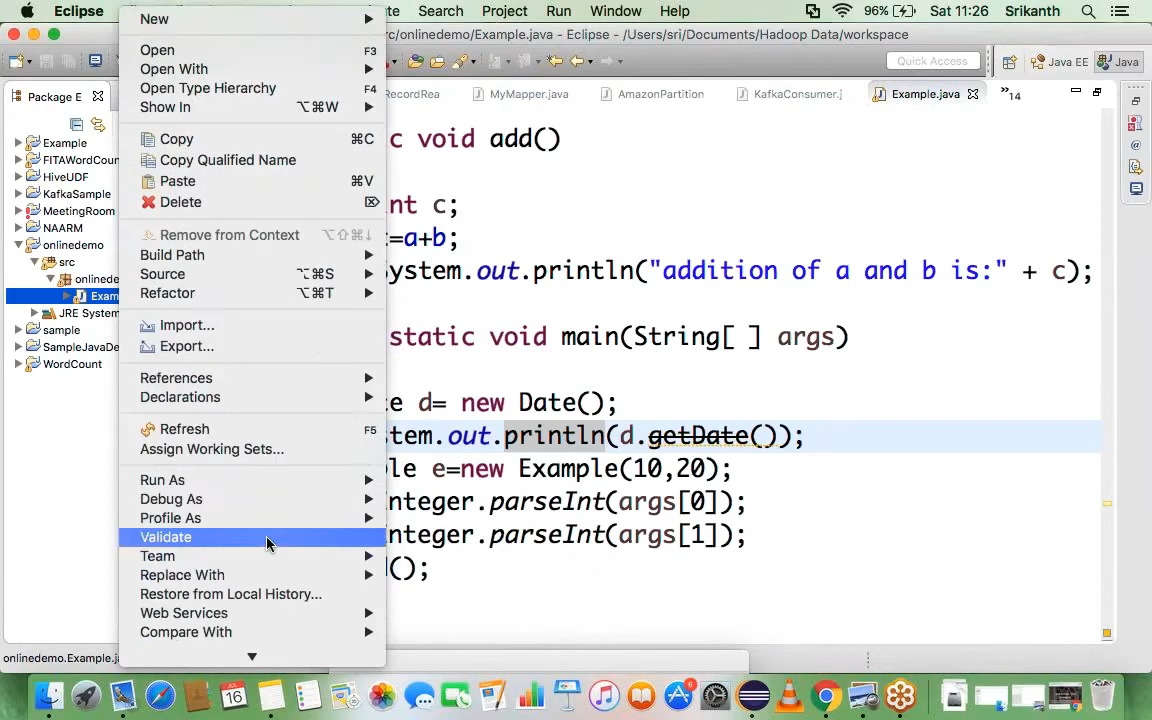 Eclipse
Search
Project
Run
Window
Help
96%
Sat 11:26
Srikanth
rc/onlinedemo/Example.java - Eclipse - /Users/sri/Documents/Hadoop Data/workspace
Quick Access
Java EE
Java
Package E
RecordRea
MyMapper.java
AmazonPartition
KafkaConsumer.j
Example.java
14
Example
FITAWordCoun
HiveUDF
KafkaSample
MeetingRoom
NAARM
onlinedemo
src
onlinede
Exam
JRE System
sample
SampleJavaDe
WordCount
New
Open F3
Open With
Open Type Hierarchy F4
Show In ⌥⌘W
Copy ⌘C
Copy Qualified Name
Paste ⌘V
Delete ⌦
Remove from Context ⌥⇧⌘↓
Build Path
Source ⌥⌘S
Refactor ⌥⌘T
Import...
Export...
References
Declarations
Refresh F5
Assign Working Sets...
Run As
Debug As
Profile As
Validate
Team
Replace With
Restore from Local History...
Web Services
Compare With
c void add()
nt c;
=a+b;
ystem.out.println("addition of a and b is:" + c);
static void main(String[ ] args)
e d= new Date();
tem.out.println(d.getDate());
le e=new Example(10,20);
nteger.parseInt(args[0]);
nteger.parseInt(args[1]);
d();
onlinedemo.Example.ja
16
6